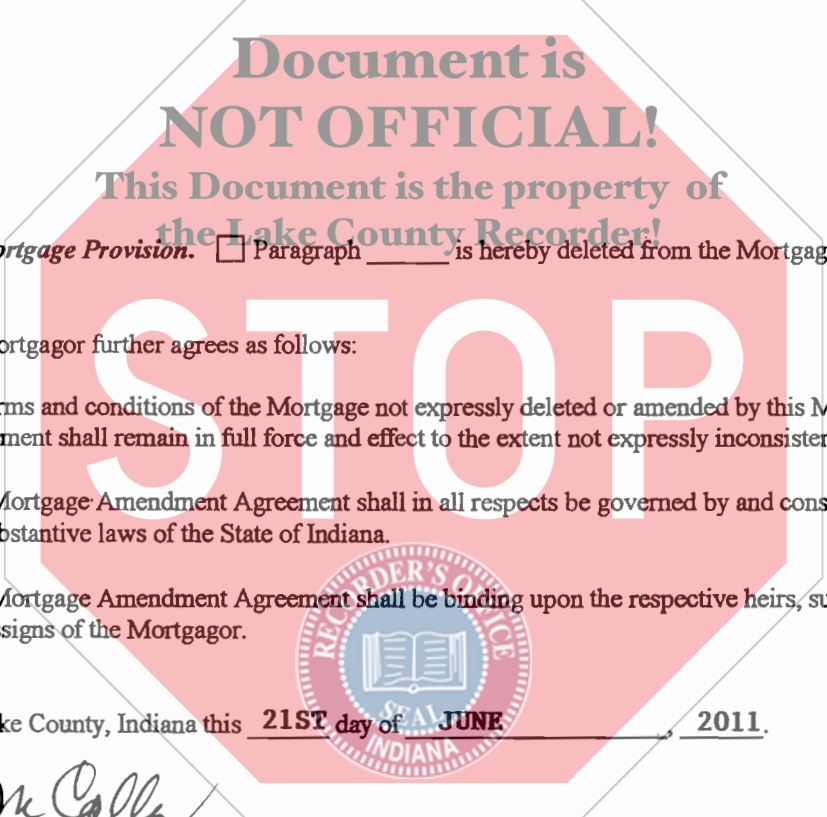 Document is
NOT OFFICIAL!
This Document is the property of
the Lake County Recorder!
ortgage Provision. ☐ Paragraph ______ is hereby deleted from the Mortgag
ortgagor further agrees as follows:
rms and conditions of the Mortgage not expressly deleted or amended by this M
ment shall remain in full force and effect to the extent not expressly inconsisten
STOP
Mortgage Amendment Agreement shall in all respects be governed by and cons
bstantive laws of the State of Indiana.
Mortgage Amendment Agreement shall be binding upon the respective heirs, su
signs of the Mortgagor.
RECORDER'S OFFICE
SEAL
INDIANA
ke County, Indiana this 21ST day of JUNE, 2011.